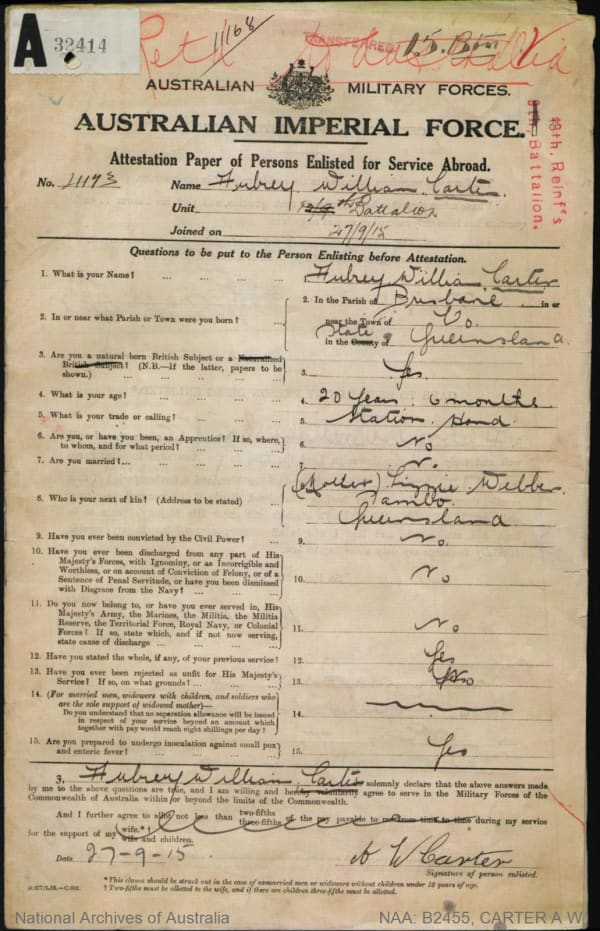 A 32414
Ret to Australia
11168
TRANSFERRED 15. Battn
AUSTRALIAN MILITARY FORCES.
AUSTRALIAN IMPERIAL FORCE.
18th, Reinf's
9th, Battalion.
Attestation Paper of Persons Enlisted for Service Abroad.
No. Name Aubrey William Carter
Unit Battalion
Joined on 27/9/15
Questions to be put to the Person Enlisting before Attestation.
1. What is your Name? ... ... ... Aubrey William Carter
2. In or near what Parish or Town were you born? ... 2. In the Parish of Brisbane in or
near the Town of Co.
State in the County of Queensland
3. Are you a natural born British Subject or a Naturalised British Subject? (N.B.—If the latter, papers to be shown.) ... 3. Yes.
4. What is your age? ... ... ... 4. 20 years 6 months
5. What is your trade or calling? ... ... 5. Station Hand
6. Are you, or have you been, an Apprentice? If so, where, to whom, and for what period? ... ... 6. No
7. Are you married?... ... ... 7. No.
8. Who is your next of kin? (Address to be stated) ... 8. (Mother) Lizzie Webber
Tambo
Queensland
9. Have you ever been convicted by the Civil Power? ... 9. No.
10. Have you ever been discharged from any part of His
Majesty's Forces, with Ignominy, or as Incorrigible and
Worthless, or on account of Conviction of Felony, or of a
Sentence of Penal Servitude, or have you been dismissed
with Disgrace from the Navy? ... ... 10. No
11. Do you now belong to, or have you ever served in, His
Majesty's Army, the Marines, the Militia, the Militia
Reserve, the Territorial Force, Royal Navy, or Colonial
Forces? If so, state which, and if not now serving,
state cause of discharge ... ... ... 11. No
12. Have you stated the whole, if any, of your previous service? 12. Yes
13. Have you ever been rejected as unfit for His Majesty's
Service? If so, on what grounds? ... ... 13. No
14. (For married men, widowers with children, and soldiers who
are the sole support of widowed mother)—
Do you understand that no separation allowance will be issued
in respect of your service beyond an amount which
together with pay would reach eight shillings per day? 14.
15. Are you prepared to undergo inoculation against small pox
and enteric fever? ... ... ... 15. Yes
I, Aubrey William Carter solemnly declare that the above answers made
by me to the above questions are true, and I am willing and hereby voluntarily agree to serve in the Military Forces of the
Commonwealth of Australia within or beyond the limits of the Commonwealth.
And I further agree to allot not less than two-fifths three-fifths of the pay payable to me from time to time during my service
for the support of my wife.*† wife and children.
Date 27-9-15. A W Carter
Signature of person enlisted.
*This clause should be struck out in the case of unmarried men or widowers without children under 18 years of age.
† Two-fifths must be allotted to the wife, and if there are children three-fifths must be allotted.
National Archives of Australia NAA: B2455, CARTER A W